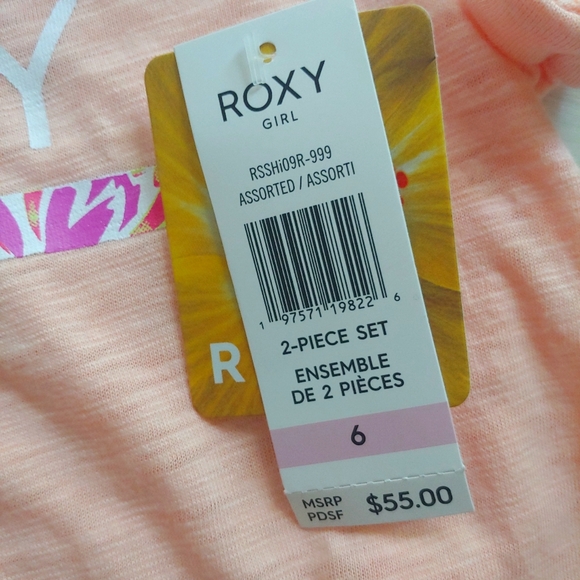 Y
ROXY
GIRL
RSSHi09R-999
ASSORTED / ASSORTI
1 97571 19822 6
2-PIECE SET
ENSEMBLE
DE 2 PIÈCES
R
6
MSRP
PDSF
$55.00